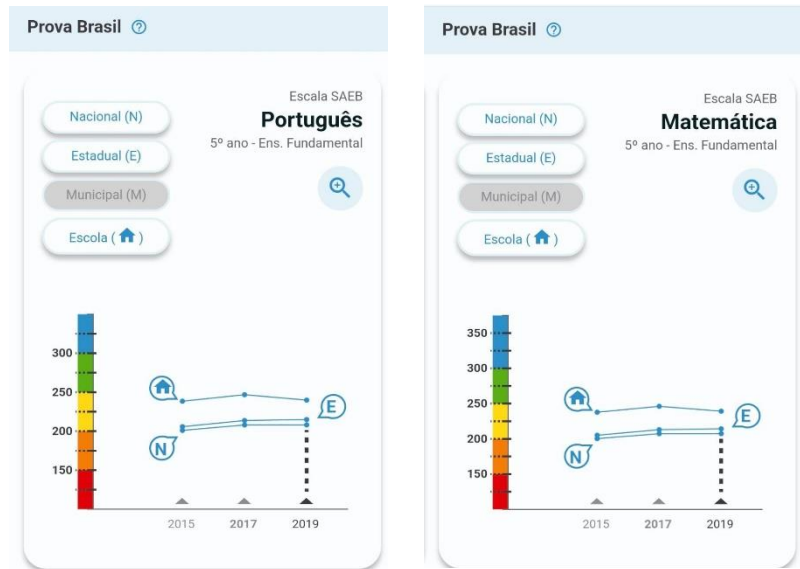 Prova Brasil ?
Escala SAEB
Português
5º ano - Ens. Fundamental
Nacional (N)
Estadual (E)
Municipal (M)
Escola ( )
300
250
200
150
E
N
2015 2017 2019
Prova Brasil ?
Escala SAEB
Matemática
5º ano - Ens. Fundamental
Nacional (N)
Estadual (E)
Municipal (M)
Escola ( )
350
300
250
200
150
E
N
2015 2017 2019